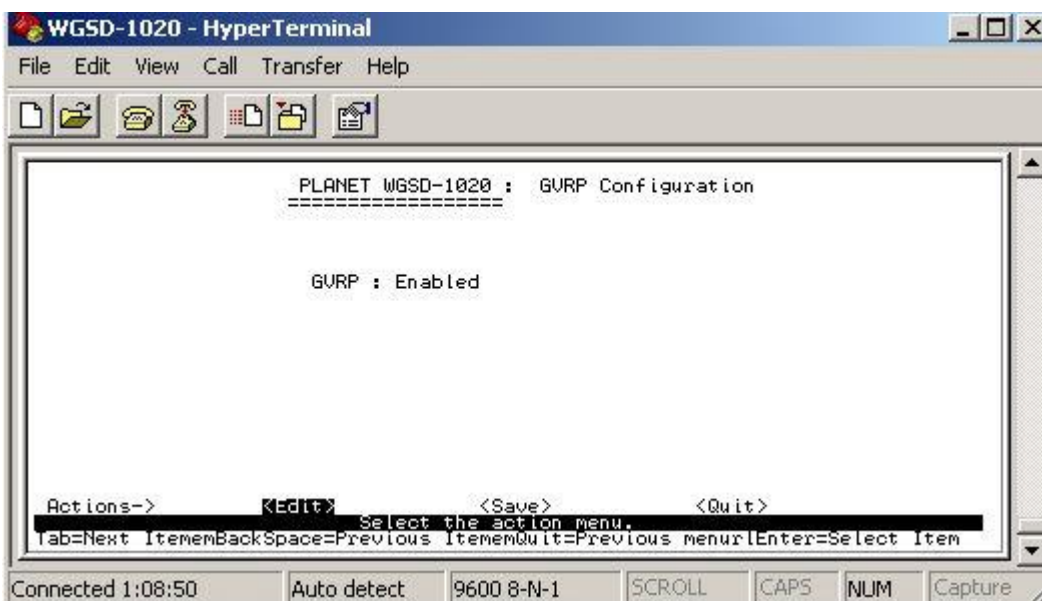 WGSD-1020 - HyperTerminal
File Edit View Call Transfer Help
PLANET WGSD-1020 : GVRP Configuration
==================
GVRP : Enabled
Actions-> <Edit> <Save> <Quit>
Select the action menu.
Tab=Next ItememBackSpace=Previous ItememQuit=Previous menurlEnter=Select Item
Connected 1:08:50 Auto detect 9600 8-N-1 SCROLL CAPS NUM Capture